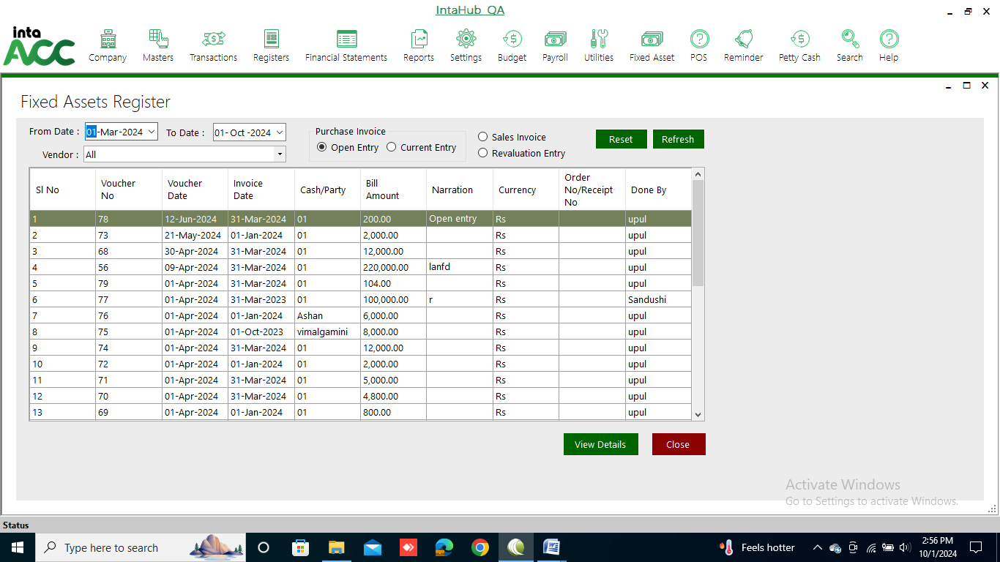 IntaHub_QA
inta
ACC
Company Masters Transactions Registers Financial Statements Reports Settings Budget Payroll Utilities Fixed Asset POS Reminder Petty Cash Search Help
Fixed Assets Register
From Date : 01-Mar-2024 To Date : 01- Oct -2024
Purchase Invoice
Open Entry Current Entry
Sales Invoice
Revaluation Entry
Reset Refresh
Vendor : All
Sl No Voucher No Voucher Date Invoice Date Cash/Party Bill Amount Narration Currency Order No/Receipt No Done By
1 78 12-Jun-2024 31-Mar-2024 01 200.00 Open entry Rs upul
2 73 21-May-2024 01-Jan-2024 01 2,000.00 Rs upul
3 68 30-Apr-2024 31-Mar-2024 01 12,000.00 Rs upul
4 56 09-Apr-2024 31-Mar-2024 01 220,000.00 lanfd Rs upul
5 79 01-Apr-2024 31-Mar-2024 01 104.00 Rs upul
6 77 01-Apr-2024 31-Mar-2023 01 100,000.00 r Rs Sandushi
7 76 01-Apr-2024 01-Jan-2024 Ashan 6,000.00 Rs upul
8 75 01-Apr-2024 01-Oct-2023 vimalgamini 8,000.00 Rs upul
9 74 01-Apr-2024 31-Mar-2024 01 12,000.00 Rs upul
10 72 01-Apr-2024 01-Jan-2024 01 2,000.00 Rs upul
11 71 01-Apr-2024 31-Mar-2024 01 5,000.00 Rs upul
12 70 01-Apr-2024 31-Mar-2024 01 4,800.00 Rs upul
13 69 01-Apr-2024 01-Jan-2024 01 800.00 Rs upul
View Details Close
Activate Windows
Go to Settings to activate Windows.
Status
Type here to search
Feels hotter
2:56 PM
10/1/2024